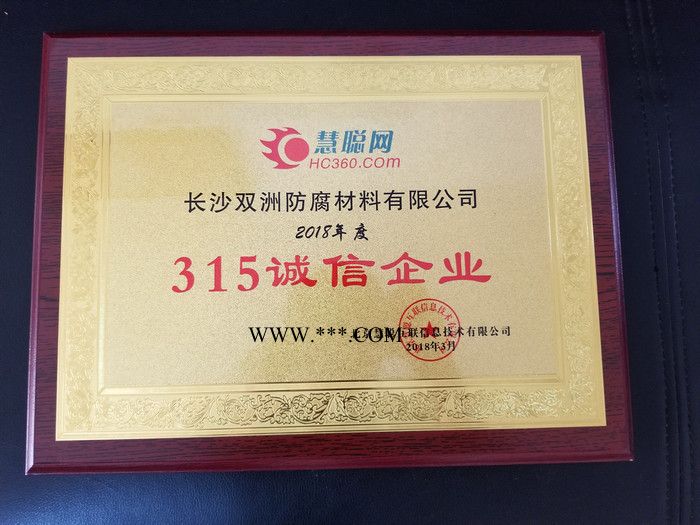 慧聪网
HC360.com
长沙双洲防腐材料有限公司
2018年度
315诚信企业
WWW.***.COM
互联信息技术有限公司
2018年3月